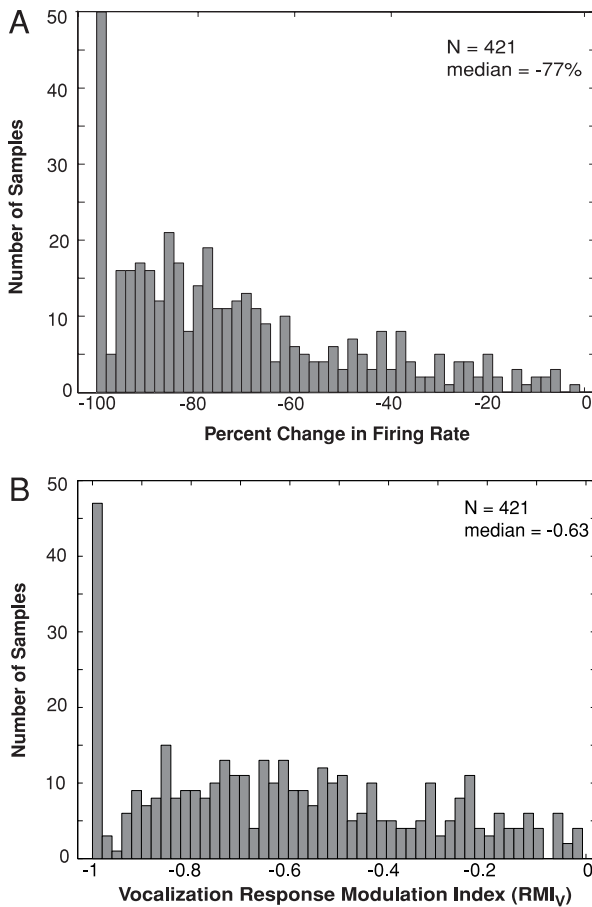 A
50
40
30
20
10
0
Number of Samples
N = 421
median = -77%
-100
-80
-60
-40
-20
0
Percent Change in Firing Rate
B
50
40
30
20
10
0
Number of Samples
N = 421
median = -0.63
-1
-0.8
-0.6
-0.4
-0.2
0
Vocalization Response Modulation Index (RMIV)